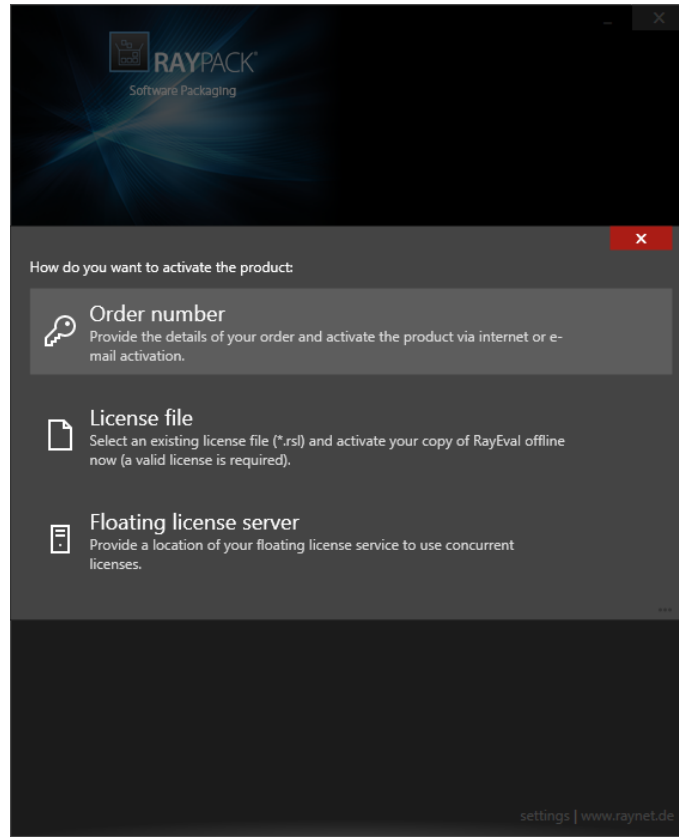 RAYPACK®
Software Packaging
How do you want to activate the product:
Order number
Provide the details of your order and activate the product via internet or e-
mail activation.
License file
Select an existing license file (*.rsl) and activate your copy of RayEval offline
now (a valid license is required).
Floating license server
Provide a location of your floating license service to use concurrent
licenses.
settings | www.raynet.de